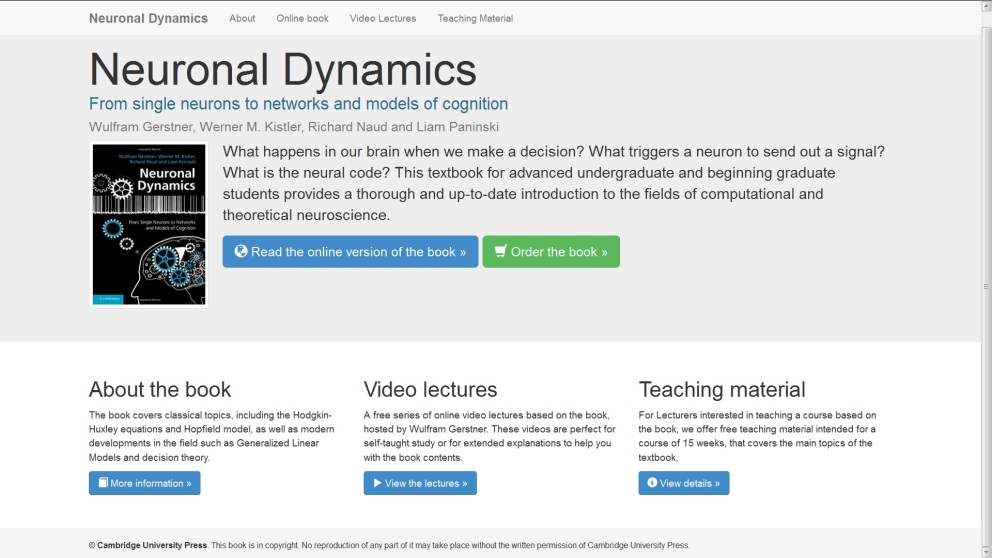 Neuronal Dynamics About Online book Video Lectures Teaching Material
Neuronal Dynamics
From single neurons to networks and models of cognition
Wulfram Gerstner, Werner M. Kistler, Richard Naud and Liam Paninski
Wulfram Gerstner, Werner M. Kistler,
Richard Naud and Liam Paninski
Neuronal
Dynamics
From Single Neurons to Networks
and Models of Cognition
CAMBRIDGE
What happens in our brain when we make a decision? What triggers a neuron to send out a signal?
What is the neural code? This textbook for advanced undergraduate and beginning graduate
students provides a thorough and up-to-date introduction to the fields of computational and
theoretical neuroscience.
Read the online version of the book » Order the book »
About the book
The book covers classical topics, including the Hodgkin-
Huxley equations and Hopfield model, as well as modern
developments in the field such as Generalized Linear
Models and decision theory.
More information »
Video lectures
A free series of online video lectures based on the book,
hosted by Wulfram Gerstner. These videos are perfect for
self-taught study or for extended explanations to help you
with the book contents.
View the lectures »
Teaching material
For Lecturers interested in teaching a course based on
the book, we offer free teaching material intended for a
course of 15 weeks, that covers the main topics of the
textbook.
View details »
© Cambridge University Press. This book is in copyright. No reproduction of any part of it may take place without the written permission of Cambridge University Press.